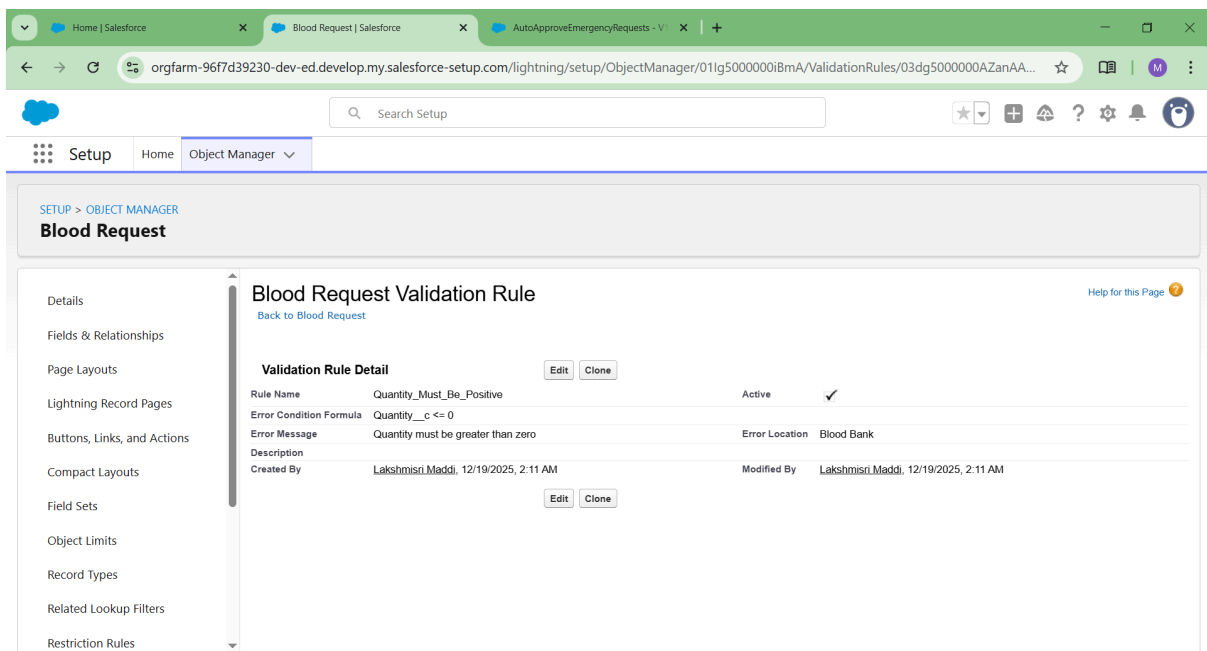 Home | Salesforce
Blood Request | Salesforce
AutoApproveEmergencyRequests - V
orgfarm-96f7d39230-dev-ed.develop.my.salesforce-setup.com/lightning/setup/ObjectManager/01Ig5000000iBmA/ValidationRules/03dg5000000AZanAA...
M
Search Setup
Setup Home Object Manager
SETUP > OBJECT MANAGER
Blood Request
Details
Fields & Relationships
Page Layouts
Lightning Record Pages
Buttons, Links, and Actions
Compact Layouts
Field Sets
Object Limits
Record Types
Related Lookup Filters
Restriction Rules
Blood Request Validation Rule
Help for this Page
Back to Blood Request
Validation Rule Detail Edit Clone
Rule Name Quantity_Must_Be_Positive Active
Error Condition Formula Quantity__c <= 0
Error Message Quantity must be greater than zero Error Location Blood Bank
Description
Created By Lakshmisri Maddi, 12/19/2025, 2:11 AM Modified By Lakshmisri Maddi, 12/19/2025, 2:11 AM
Edit Clone